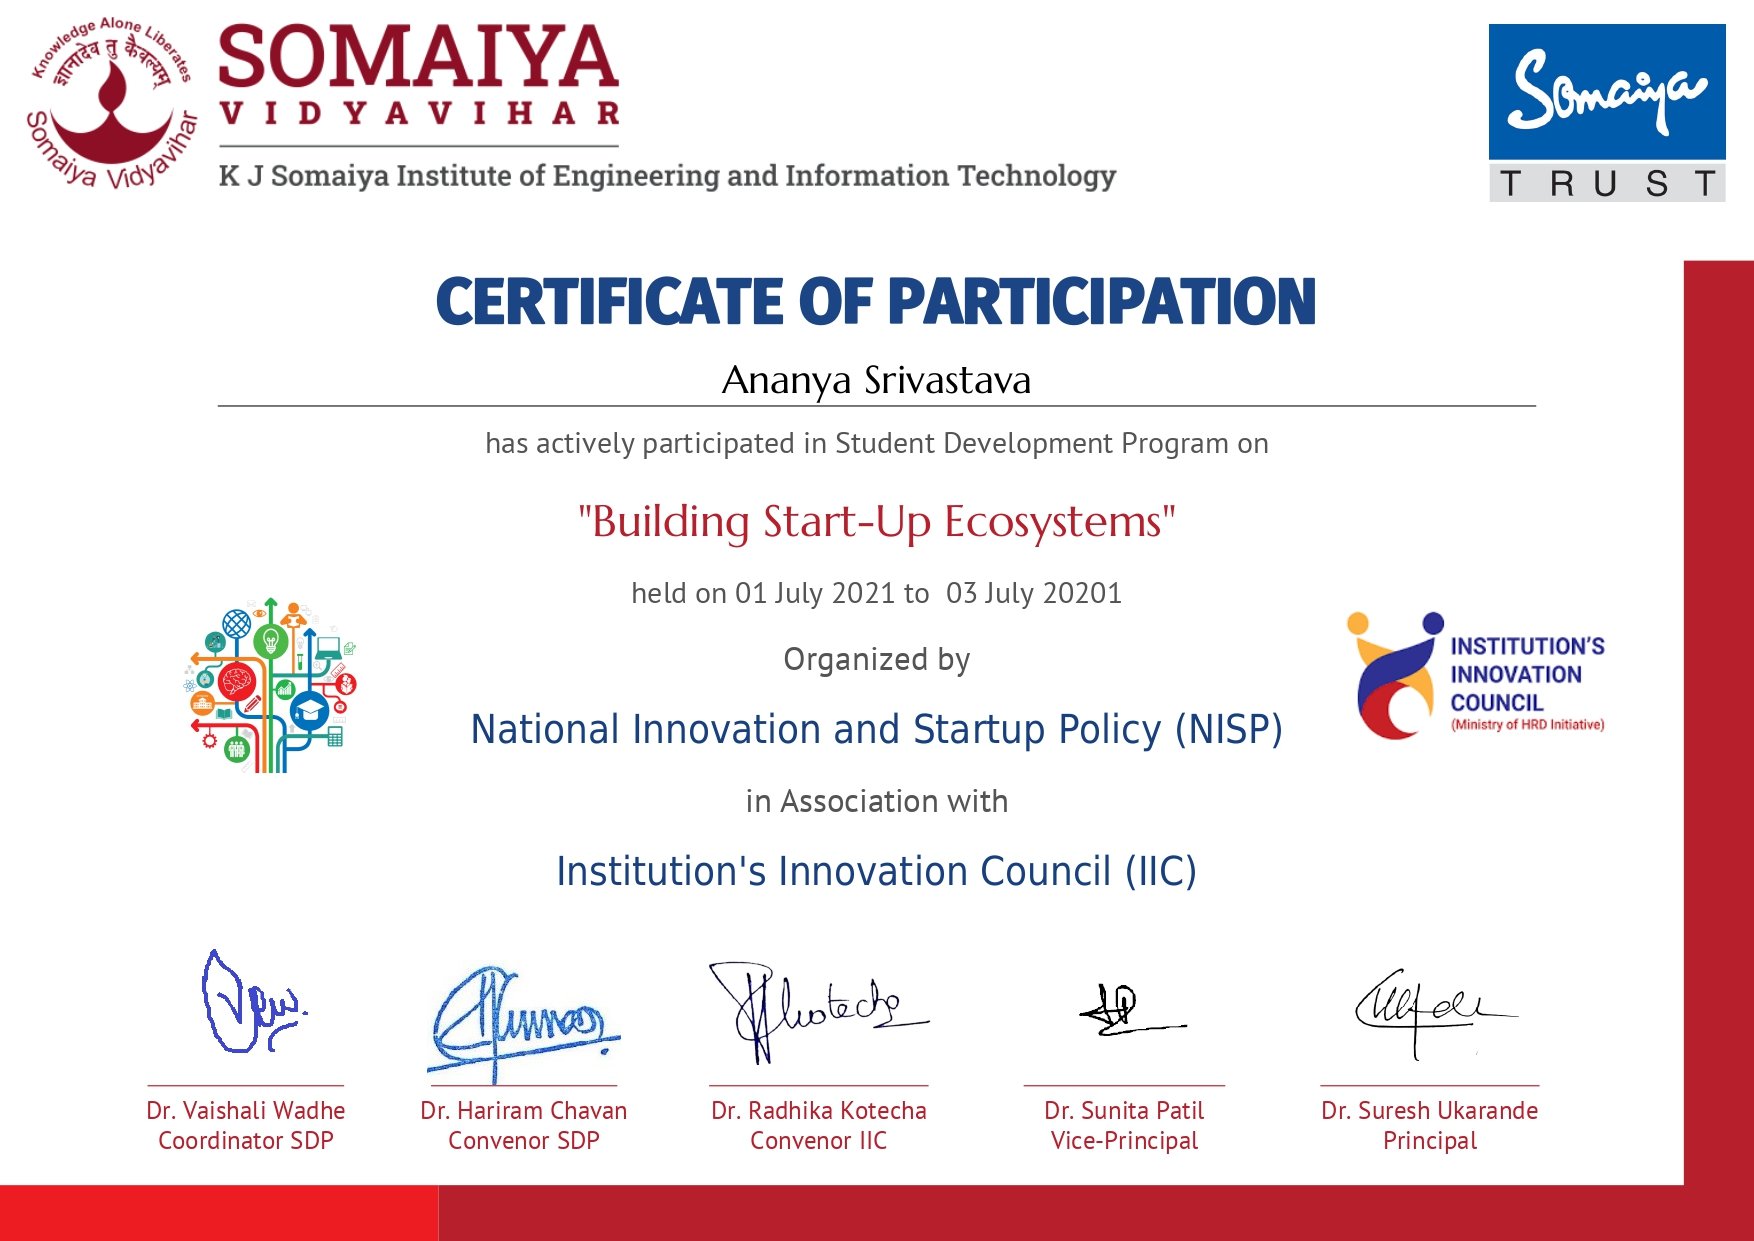 Knowledge Alone Liberates
ज्ञानादेव तु कैवल्यम्
Somaiya Vidyavihar
SOMAIYA
VIDYAVIHAR
K J Somaiya Institute of Engineering and Information Technology
Somaiya
TRUST
CERTIFICATE OF PARTICIPATION
Ananya Srivastava
has actively participated in Student Development Program on
"Building Start-Up Ecosystems"
held on 01 July 2021 to 03 July 20201
Organized by
National Innovation and Startup Policy (NISP)
INSTITUTION'S
INNOVATION
COUNCIL
(Ministry of HRD Initiative)
in Association with
Institution's Innovation Council (IIC)
Dr. Vaishali Wadhe
Coordinator SDP
Dr. Hariram Chavan
Convenor SDP
Dr. Radhika Kotecha
Convenor IIC
Dr. Sunita Patil
Vice-Principal
Dr. Suresh Ukarande
Principal